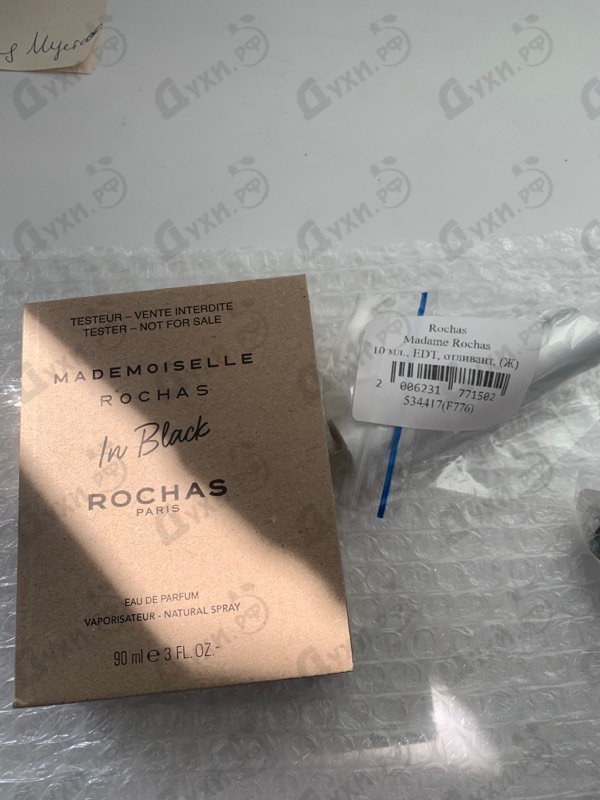 TESTEUR – VENTE INTERDITE
TESTER – NOT FOR SALE
MADEMOISELLE
ROCHAS
In Black
ROCHAS
PARIS
EAU DE PARFUM
VAPORISATEUR - NATURAL SPRAY
90 ml e 3 FL. OZ.-
Rochas
Madame Rochas
10 мл., EDT, отливант, (Ж)
2 006231 771502
534417(F776)
Духи.рф